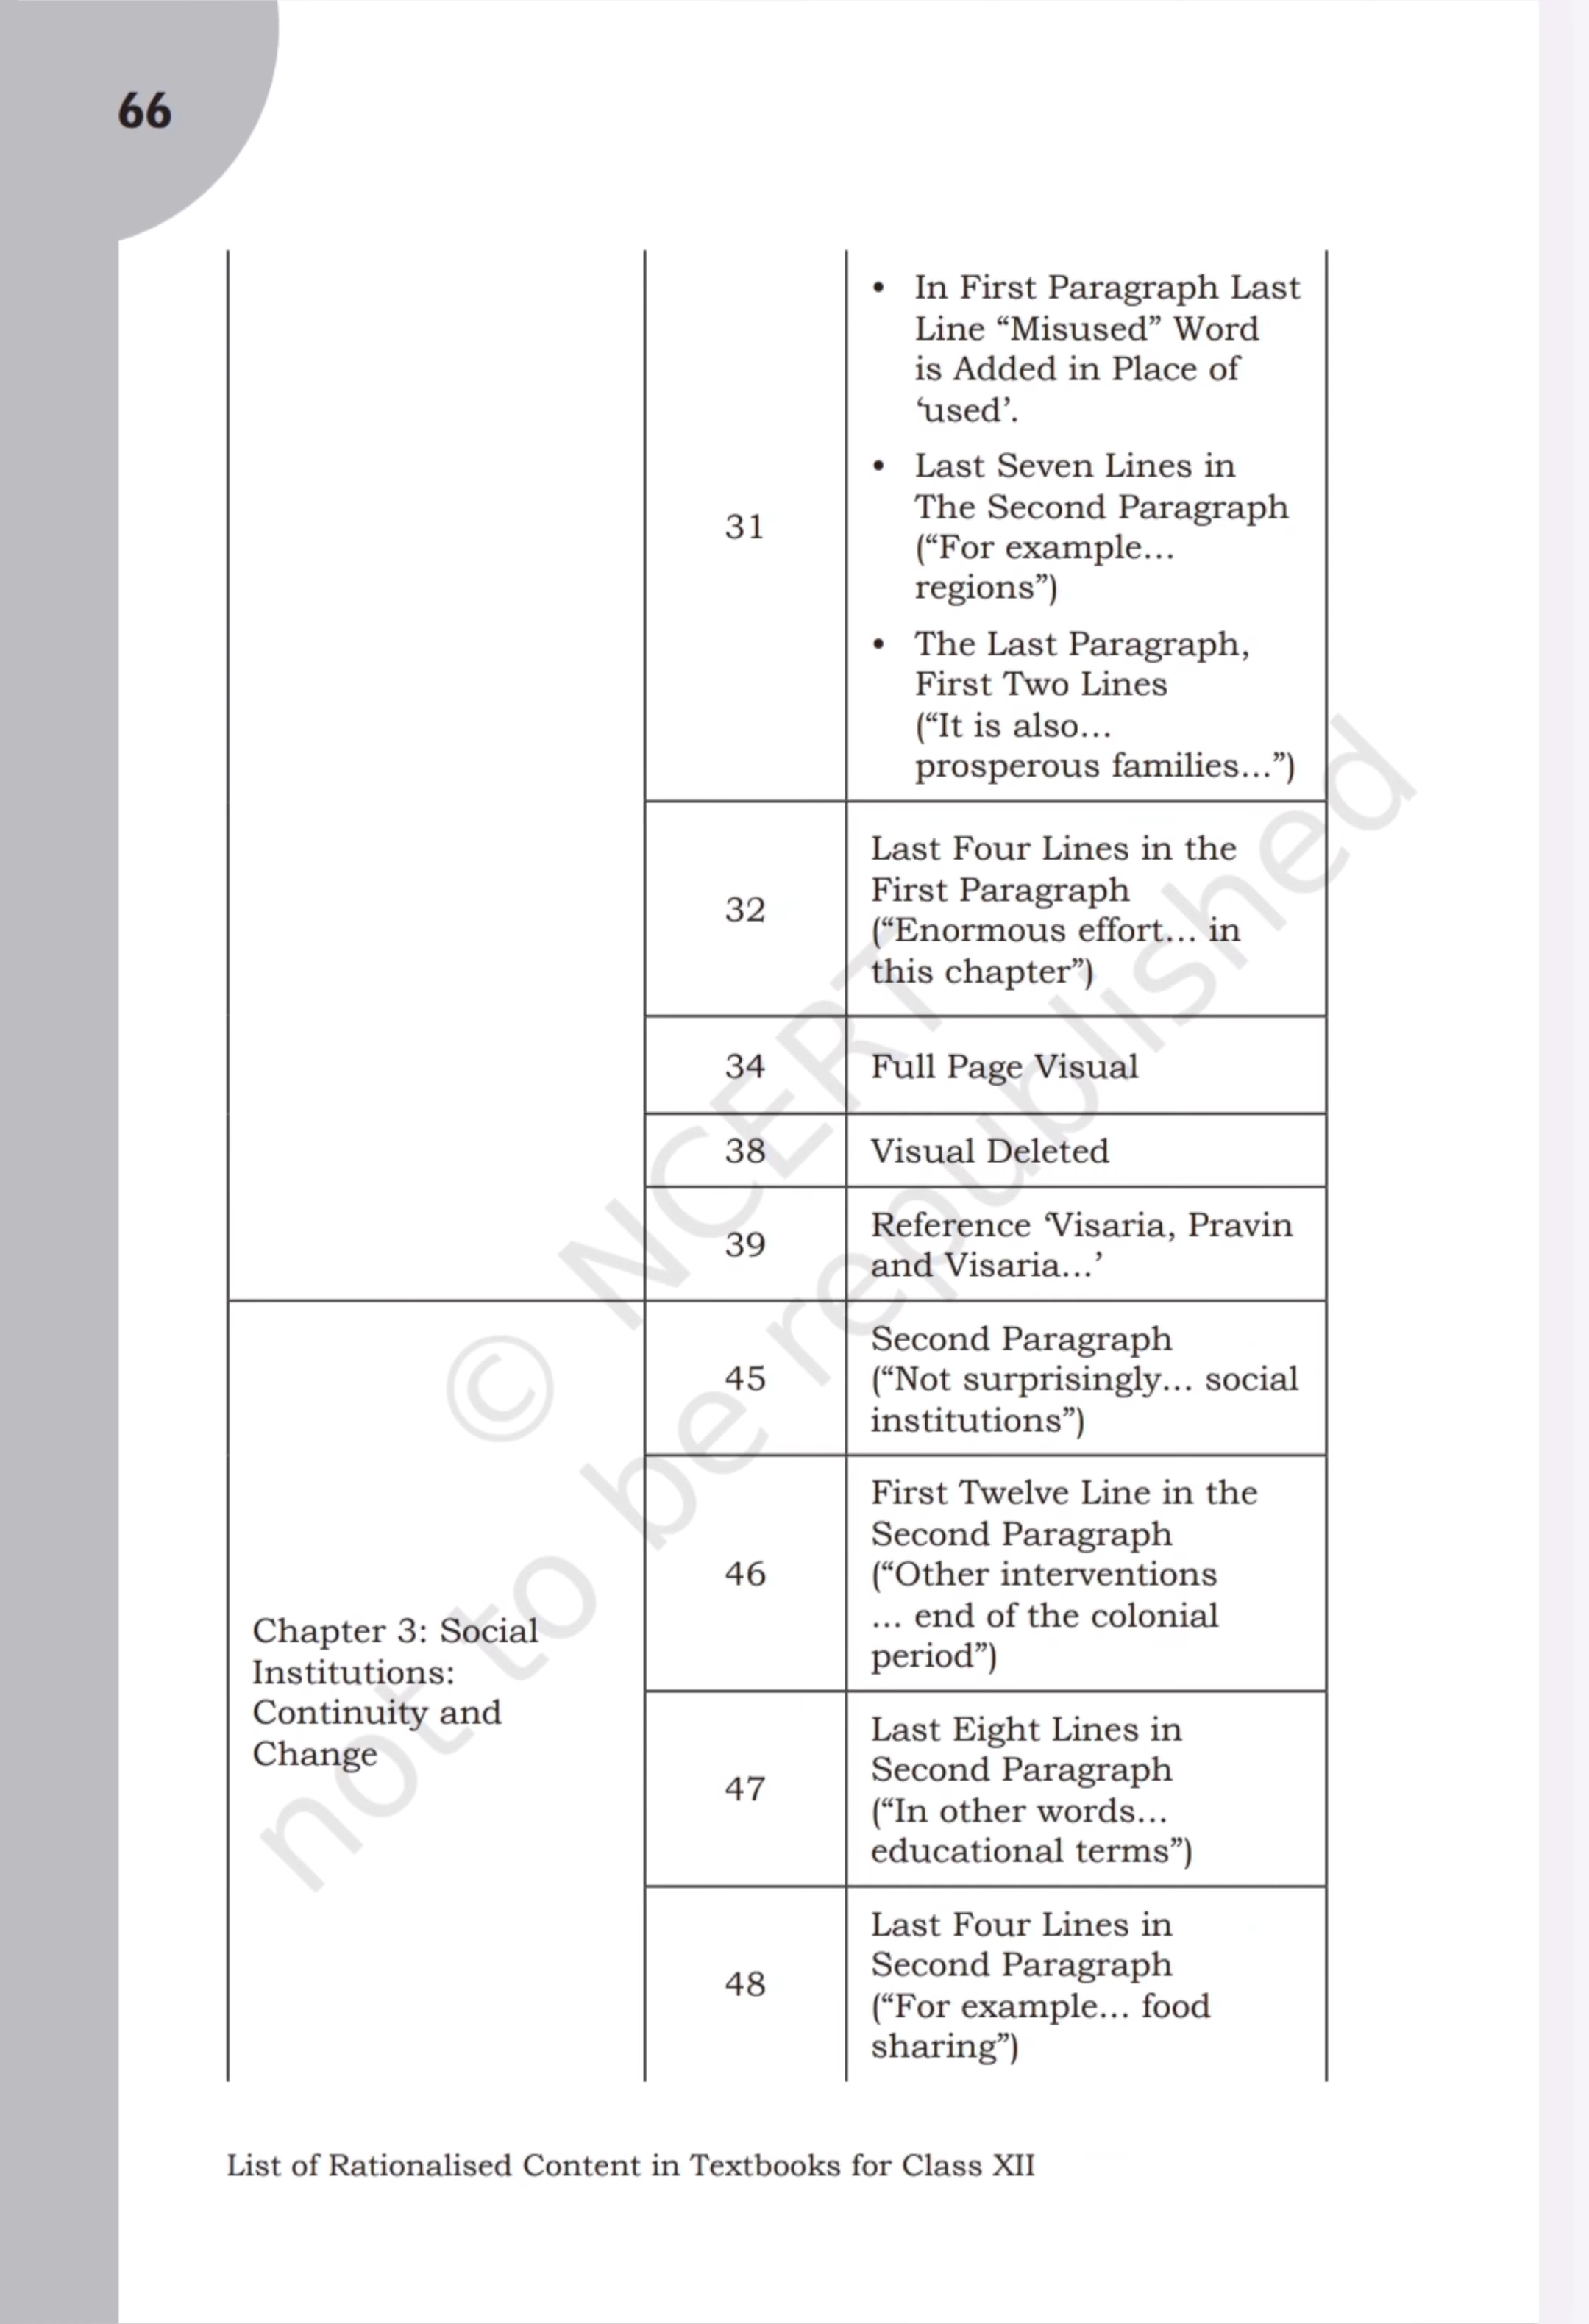 66
• In First Paragraph Last
Line “Misused” Word
is Added in Place of
‘used’.
• Last Seven Lines in
The Second Paragraph
(“For example...
regions”)
• The Last Paragraph,
First Two Lines
(“It is also...
prosperous families...”)
31
32
Last Four Lines in the
First Paragraph
(“Enormous effort... in
this chapter”)
34
Full Page Visual
38
Visual Deleted
39
Reference ‘Visaria, Pravin
and Visaria...’
Chapter 3: Social
Institutions:
Continuity and
Change
45
Second Paragraph
(“Not surprisingly... social
institutions”)
46
First Twelve Line in the
Second Paragraph
(“Other interventions
... end of the colonial
period”)
47
Last Eight Lines in
Second Paragraph
(“In other words...
educational terms”)
48
Last Four Lines in
Second Paragraph
(“For example... food
sharing”)
© NCERT
not to be republished
List of Rationalised Content in Textbooks for Class XII